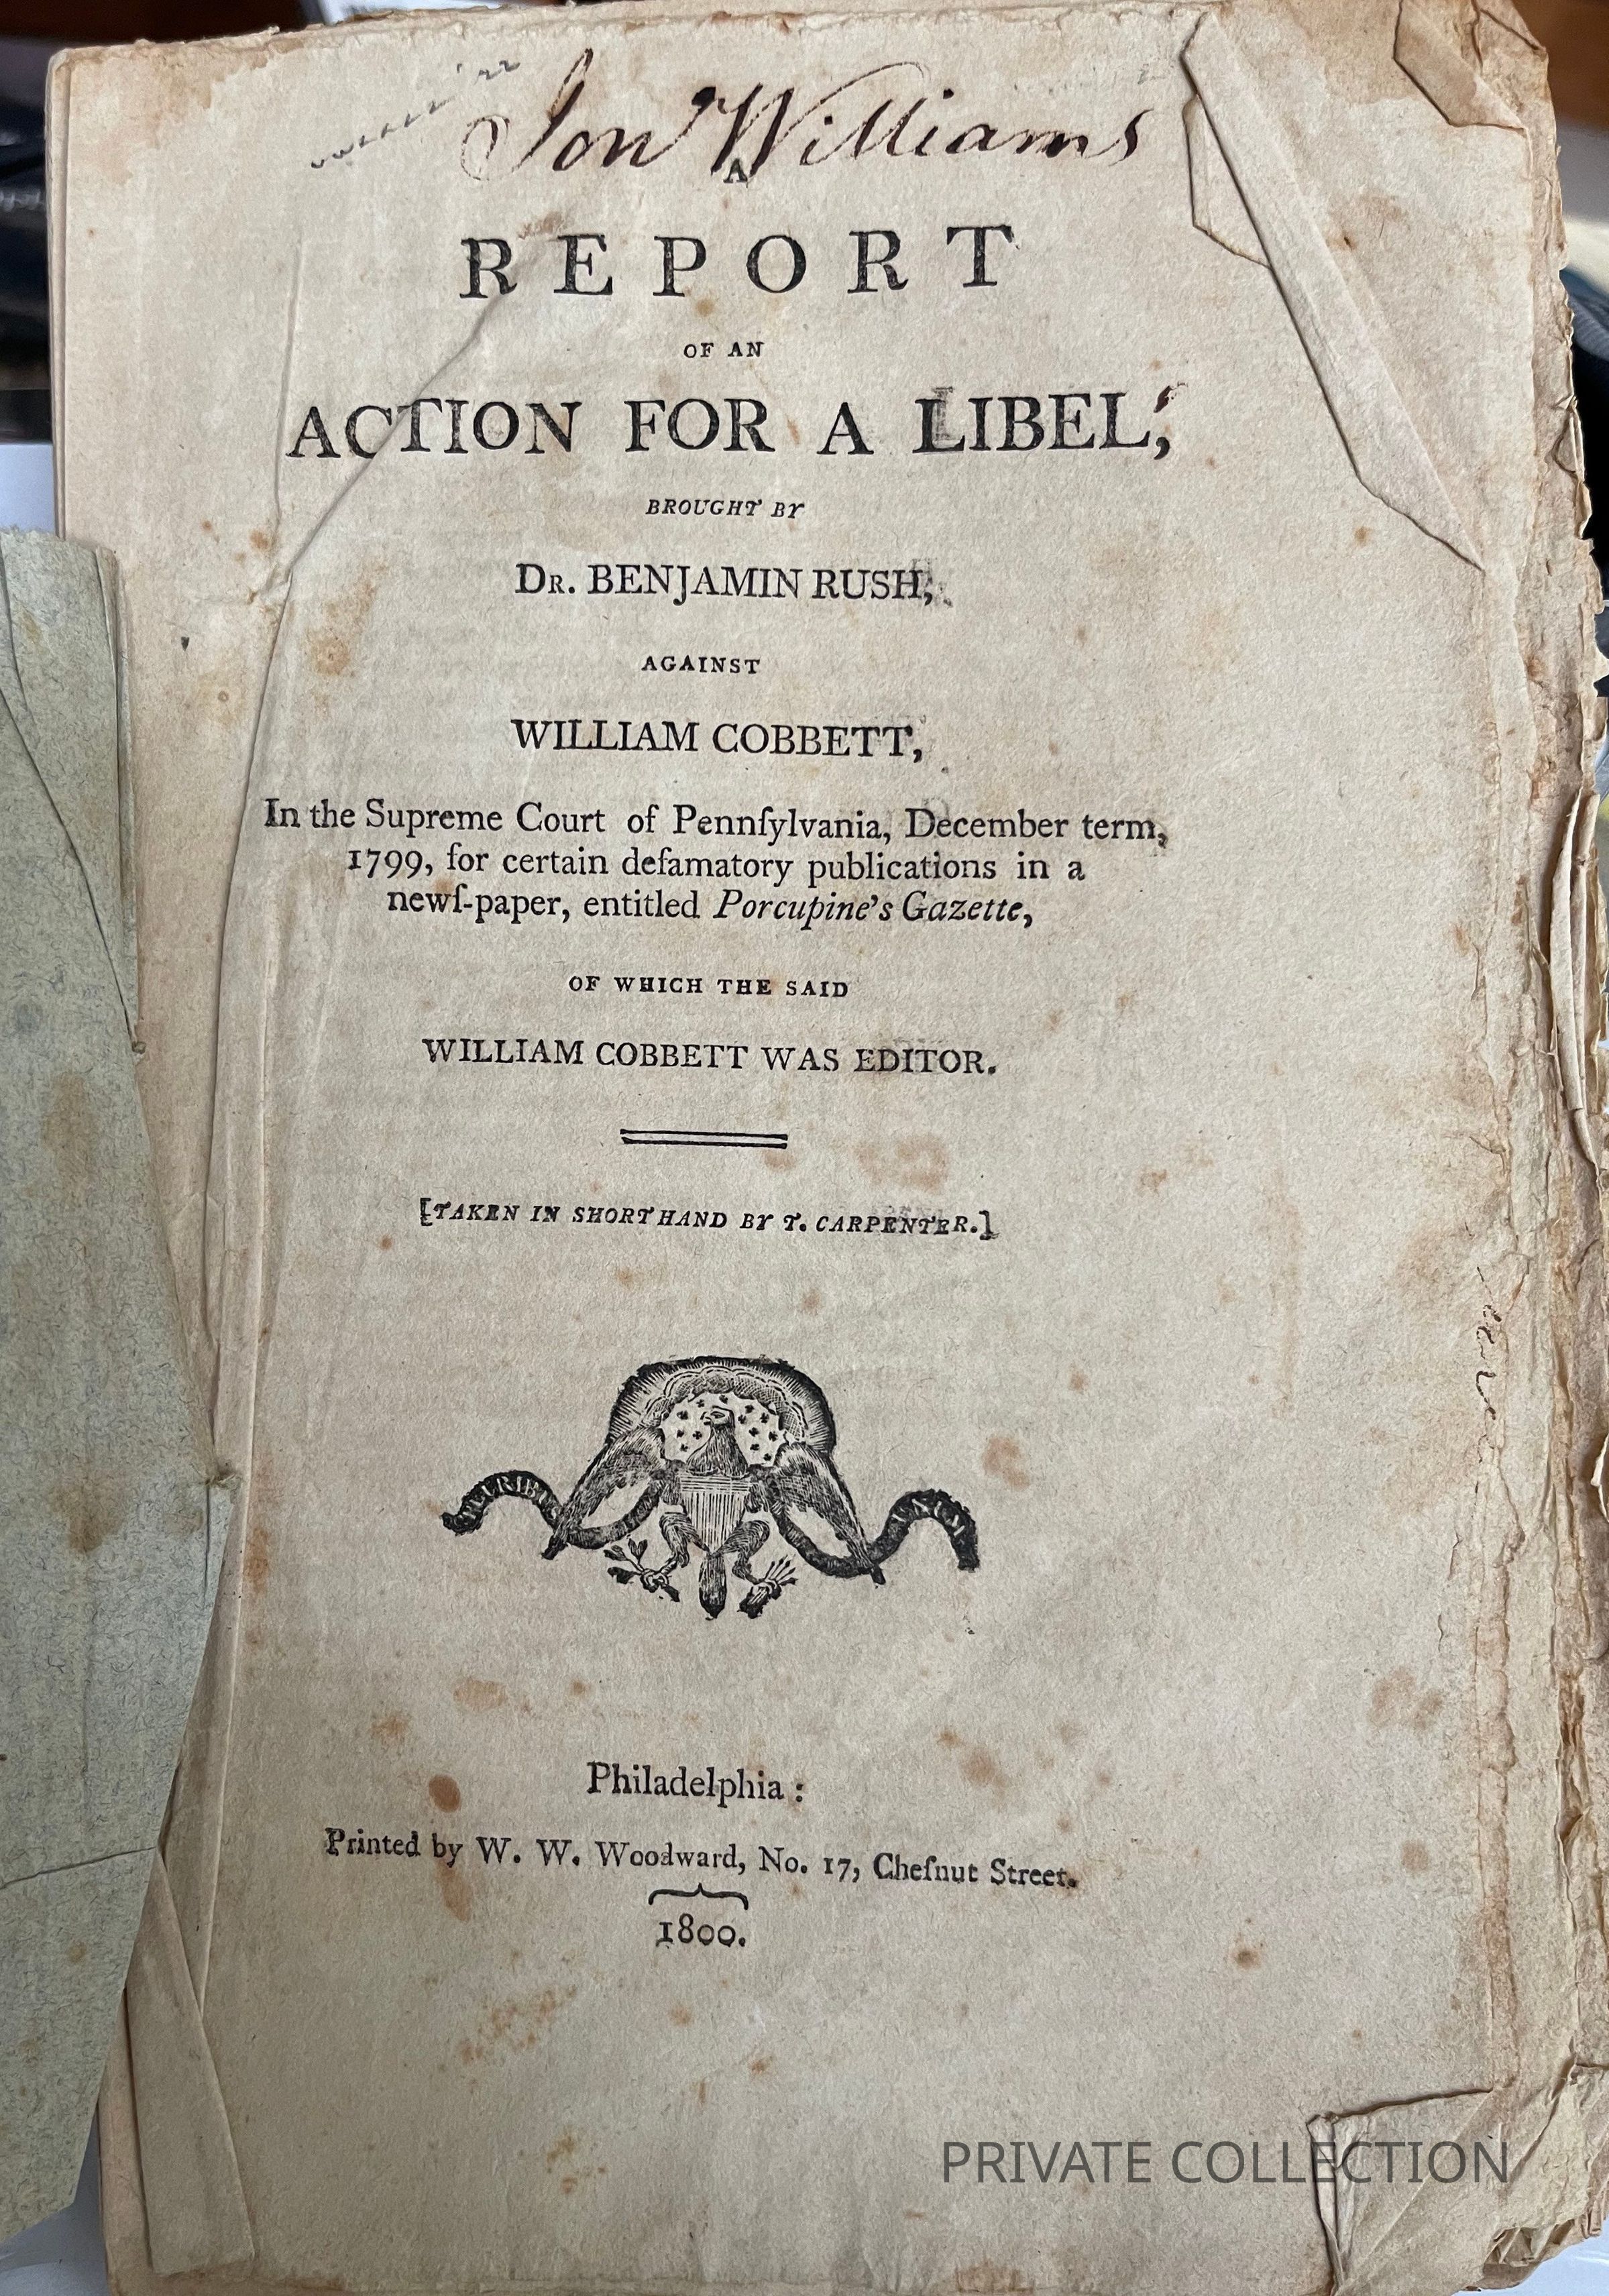 Jon Williams
A
REPORT
OF AN
ACTION FOR A LIBEL,
BROUGHT BY
DR. BENJAMIN RUSH,
AGAINST
WILLIAM COBBETT,
In the Supreme Court of Pennſylvania, December term,
1799, for certain defamatory publications in a
newſ-paper, entitled Porcupine's Gazette,
OF WHICH THE SAID
WILLIAM COBBETT WAS EDITOR.
[TAKEN IN SHORT HAND BY T. CARPENTER.]
PLURIBUS UNUM
Philadelphia:
Printed by W. W. Woodward, No. 17, Cheſnut Street.
1800.
PRIVATE COLLECTION